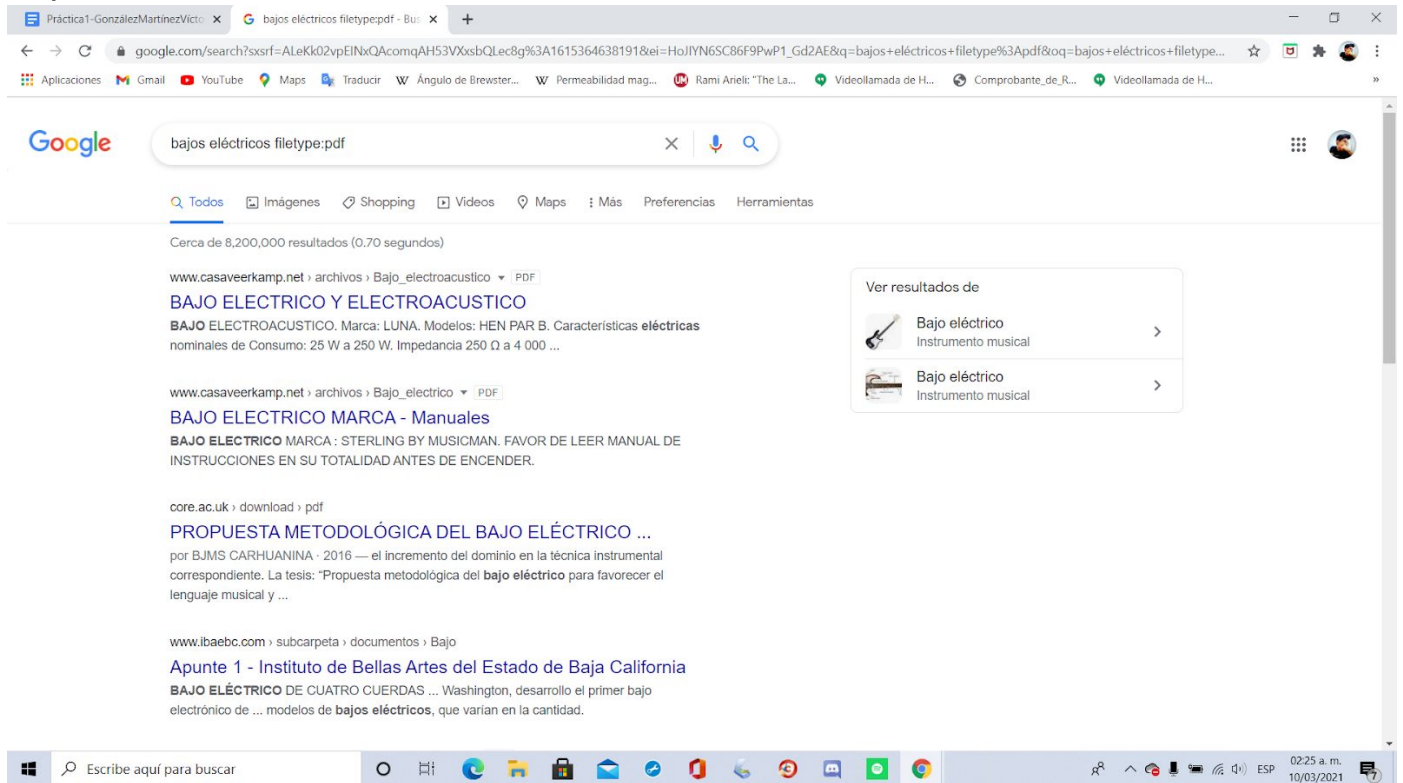 Práctica1-GonzálezMartínezVícto
bajos eléctricos filetype:pdf - Bus
google.com/search?sxsrf=ALeKk02vpEINxQAcomqAH53VXxsbQLec8g%3A1615364638191&ei=HoJIYN6SC86F9PwP1_Gd2AE&q=bajos+eléctricos+filetype%3Apdf&oq=bajos+eléctricos+filetype...
Aplicaciones Gmail YouTube Maps Traducir Ángulo de Brewster... Permeabilidad mag... Rami Arieli: "The La... Videollamada de H... Comprobante_de_R... Videollamada de H... »
Google
bajos eléctricos filetype:pdf
Todos Imágenes Shopping Videos Maps Más Preferencias Herramientas
Cerca de 8,200,000 resultados (0.70 segundos)
www.casaveerkamp.net › archivos › Bajo_electroacustico PDF
BAJO ELECTRICO Y ELECTROACUSTICO
BAJO ELECTROACUSTICO. Marca: LUNA. Modelos: HEN PAR B. Características eléctricas
nominales de Consumo: 25 W a 250 W. Impedancia 250 Ω a 4 000 ...
www.casaveerkamp.net › archivos › Bajo_electrico PDF
BAJO ELECTRICO MARCA - Manuales
BAJO ELECTRICO MARCA : STERLING BY MUSICMAN. FAVOR DE LEER MANUAL DE
INSTRUCCIONES EN SU TOTALIDAD ANTES DE ENCENDER.
core.ac.uk › download › pdf
PROPUESTA METODOLÓGICA DEL BAJO ELÉCTRICO ...
por BJMS CARHUANINA · 2016 — el incremento del dominio en la técnica instrumental
correspondiente. La tesis: “Propuesta metodológica del bajo eléctrico para favorecer el
lenguaje musical y ...
www.ibaebc.com › subcarpeta › documentos › Bajo
Apunte 1 - Instituto de Bellas Artes del Estado de Baja California
BAJO ELÉCTRICO DE CUATRO CUERDAS ... Washington, desarrollo el primer bajo
electrónico de ... modelos de bajos eléctricos, que varían en la cantidad.
Ver resultados de
Bajo eléctrico
Instrumento musical
Bajo eléctrico
Instrumento musical
Escribe aquí para buscar
ESP
02:25 a. m.
10/03/2021